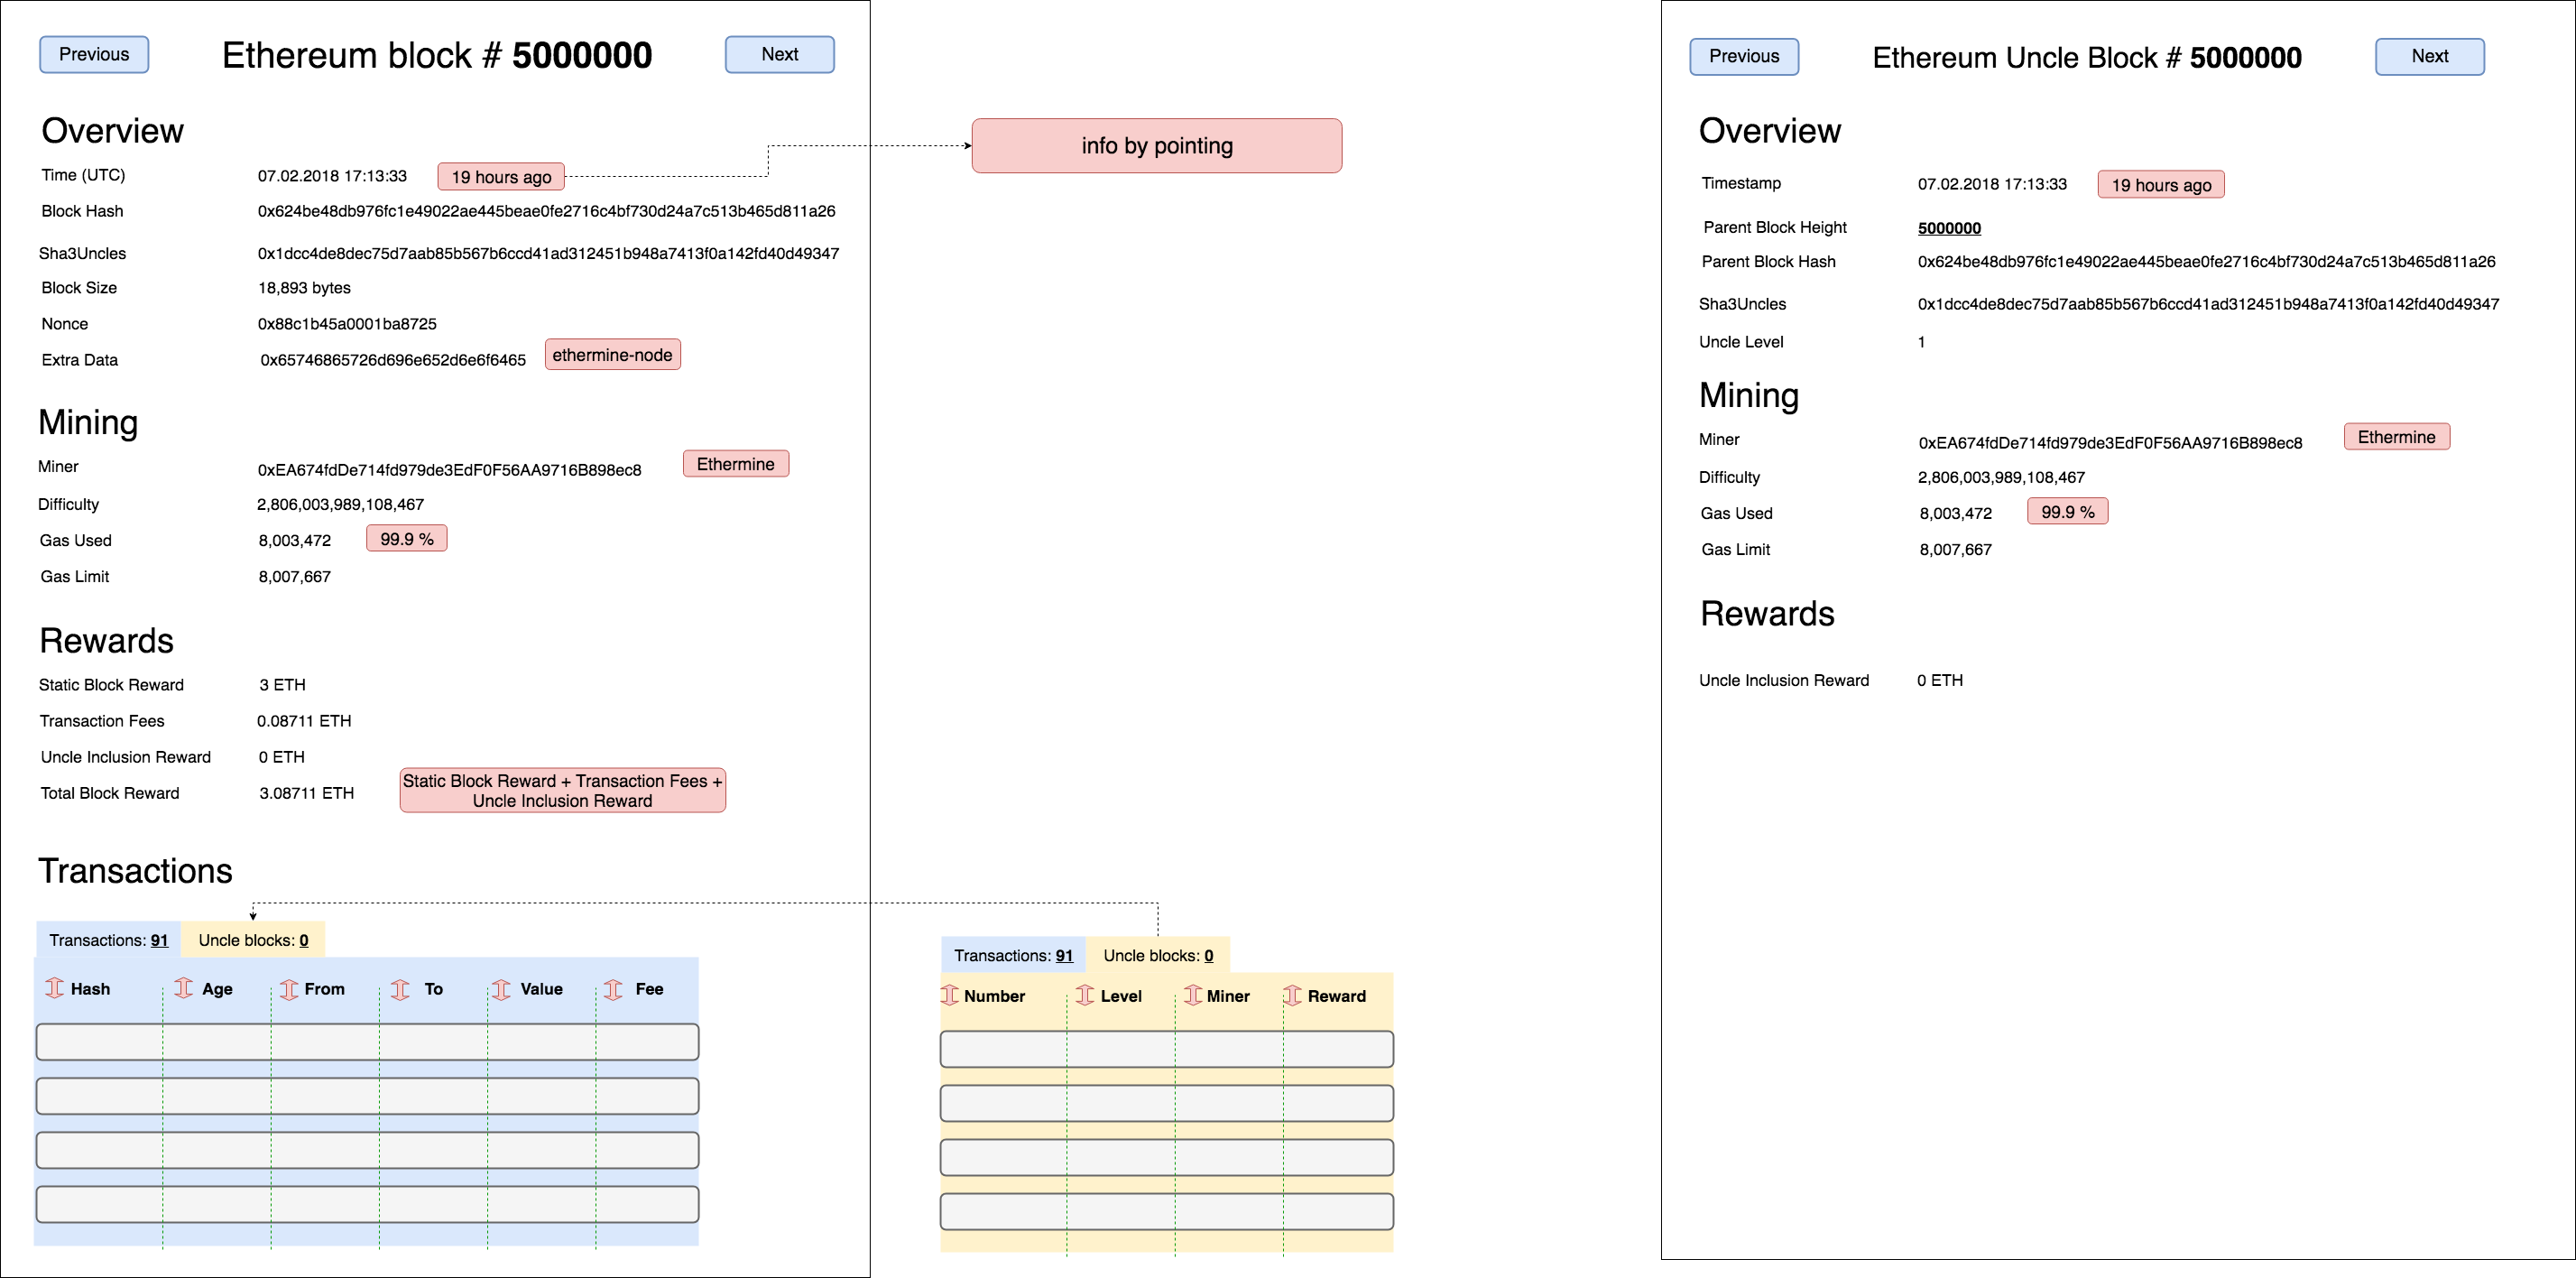 Previous
Ethereum block # 5000000
Next
Overview
Time (UTC) 07.02.2018 17:13:33 19 hours ago
Block Hash 0x624be48db976fc1e49022ae445beae0fe2716c4bf730d24a7c513b465d811a26
Sha3Uncles 0x1dcc4de8dec75d7aab85b567b6ccd41ad312451b948a7413f0a142fd40d49347
Block Size 18,893 bytes
Nonce 0x88c1b45a0001ba8725
Extra Data 0x65746865726d696e652d6e6f6465 ethermine-node
Mining
Miner 0xEA674fdDe714fd979de3EdF0F56AA9716B898ec8 Ethermine
Difficulty 2,806,003,989,108,467
Gas Used 8,003,472 99.9 %
Gas Limit 8,007,667
Rewards
Static Block Reward 3 ETH
Transaction Fees 0.08711 ETH
Uncle Inclusion Reward 0 ETH
Total Block Reward 3.08711 ETH
Static Block Reward + Transaction Fees +
Uncle Inclusion Reward
Transactions
Transactions: 91 Uncle blocks: 0
Hash Age From To Value Fee
info by pointing
Transactions: 91 Uncle blocks: 0
Number Level Miner Reward
Previous
Ethereum Uncle Block # 5000000
Next
Overview
Timestamp 07.02.2018 17:13:33 19 hours ago
Parent Block Height 5000000
Parent Block Hash 0x624be48db976fc1e49022ae445beae0fe2716c4bf730d24a7c513b465d811a26
Sha3Uncles 0x1dcc4de8dec75d7aab85b567b6ccd41ad312451b948a7413f0a142fd40d49347
Uncle Level 1
Mining
Miner 0xEA674fdDe714fd979de3EdF0F56AA9716B898ec8 Ethermine
Difficulty 2,806,003,989,108,467
Gas Used 8,003,472 99.9 %
Gas Limit 8,007,667
Rewards
Uncle Inclusion Reward 0 ETH